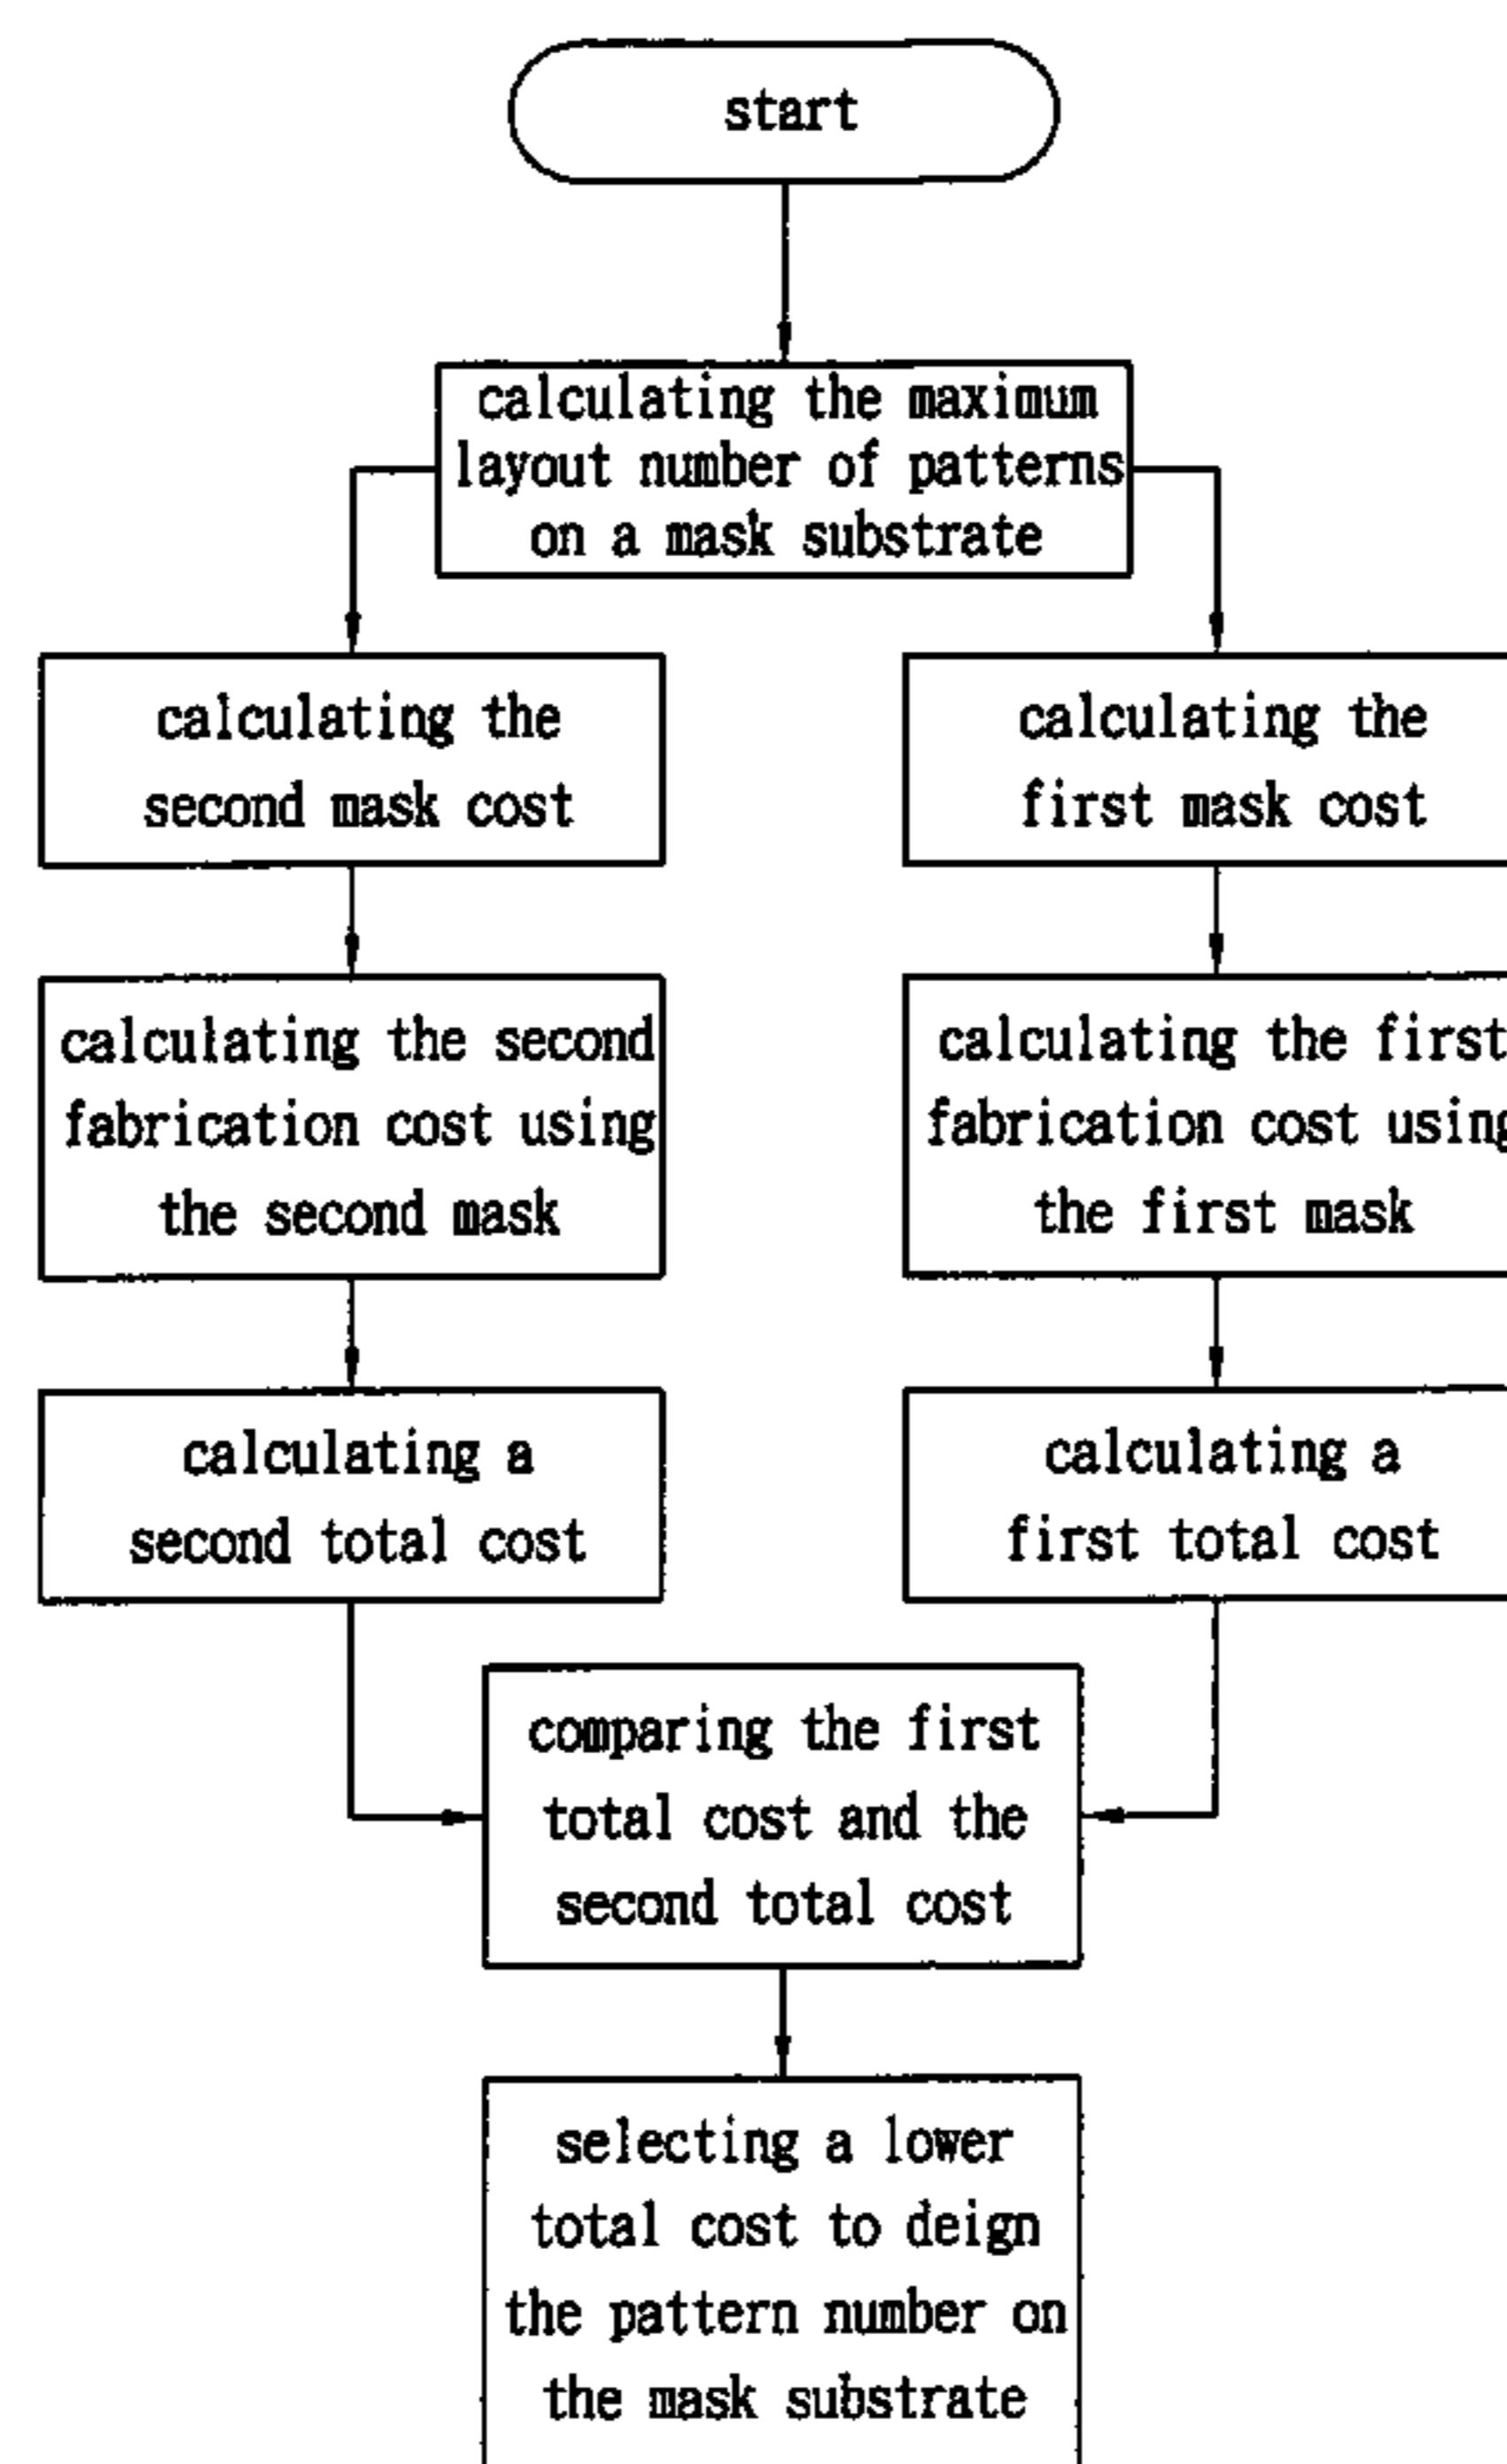 start
calculating the maximum
layout number of patterns
on a mask substrate
calculating the
second mask cost
calculating the
first mask cost
calculating the second
fabrication cost using
the second mask
calculating the first
fabrication cost using
the first mask
calculating a
second total cost
calculating a
first total cost
comparing the first
total cost and the
second total cost
selecting a lower
total cost to deign
the pattern number on
the mask substrate